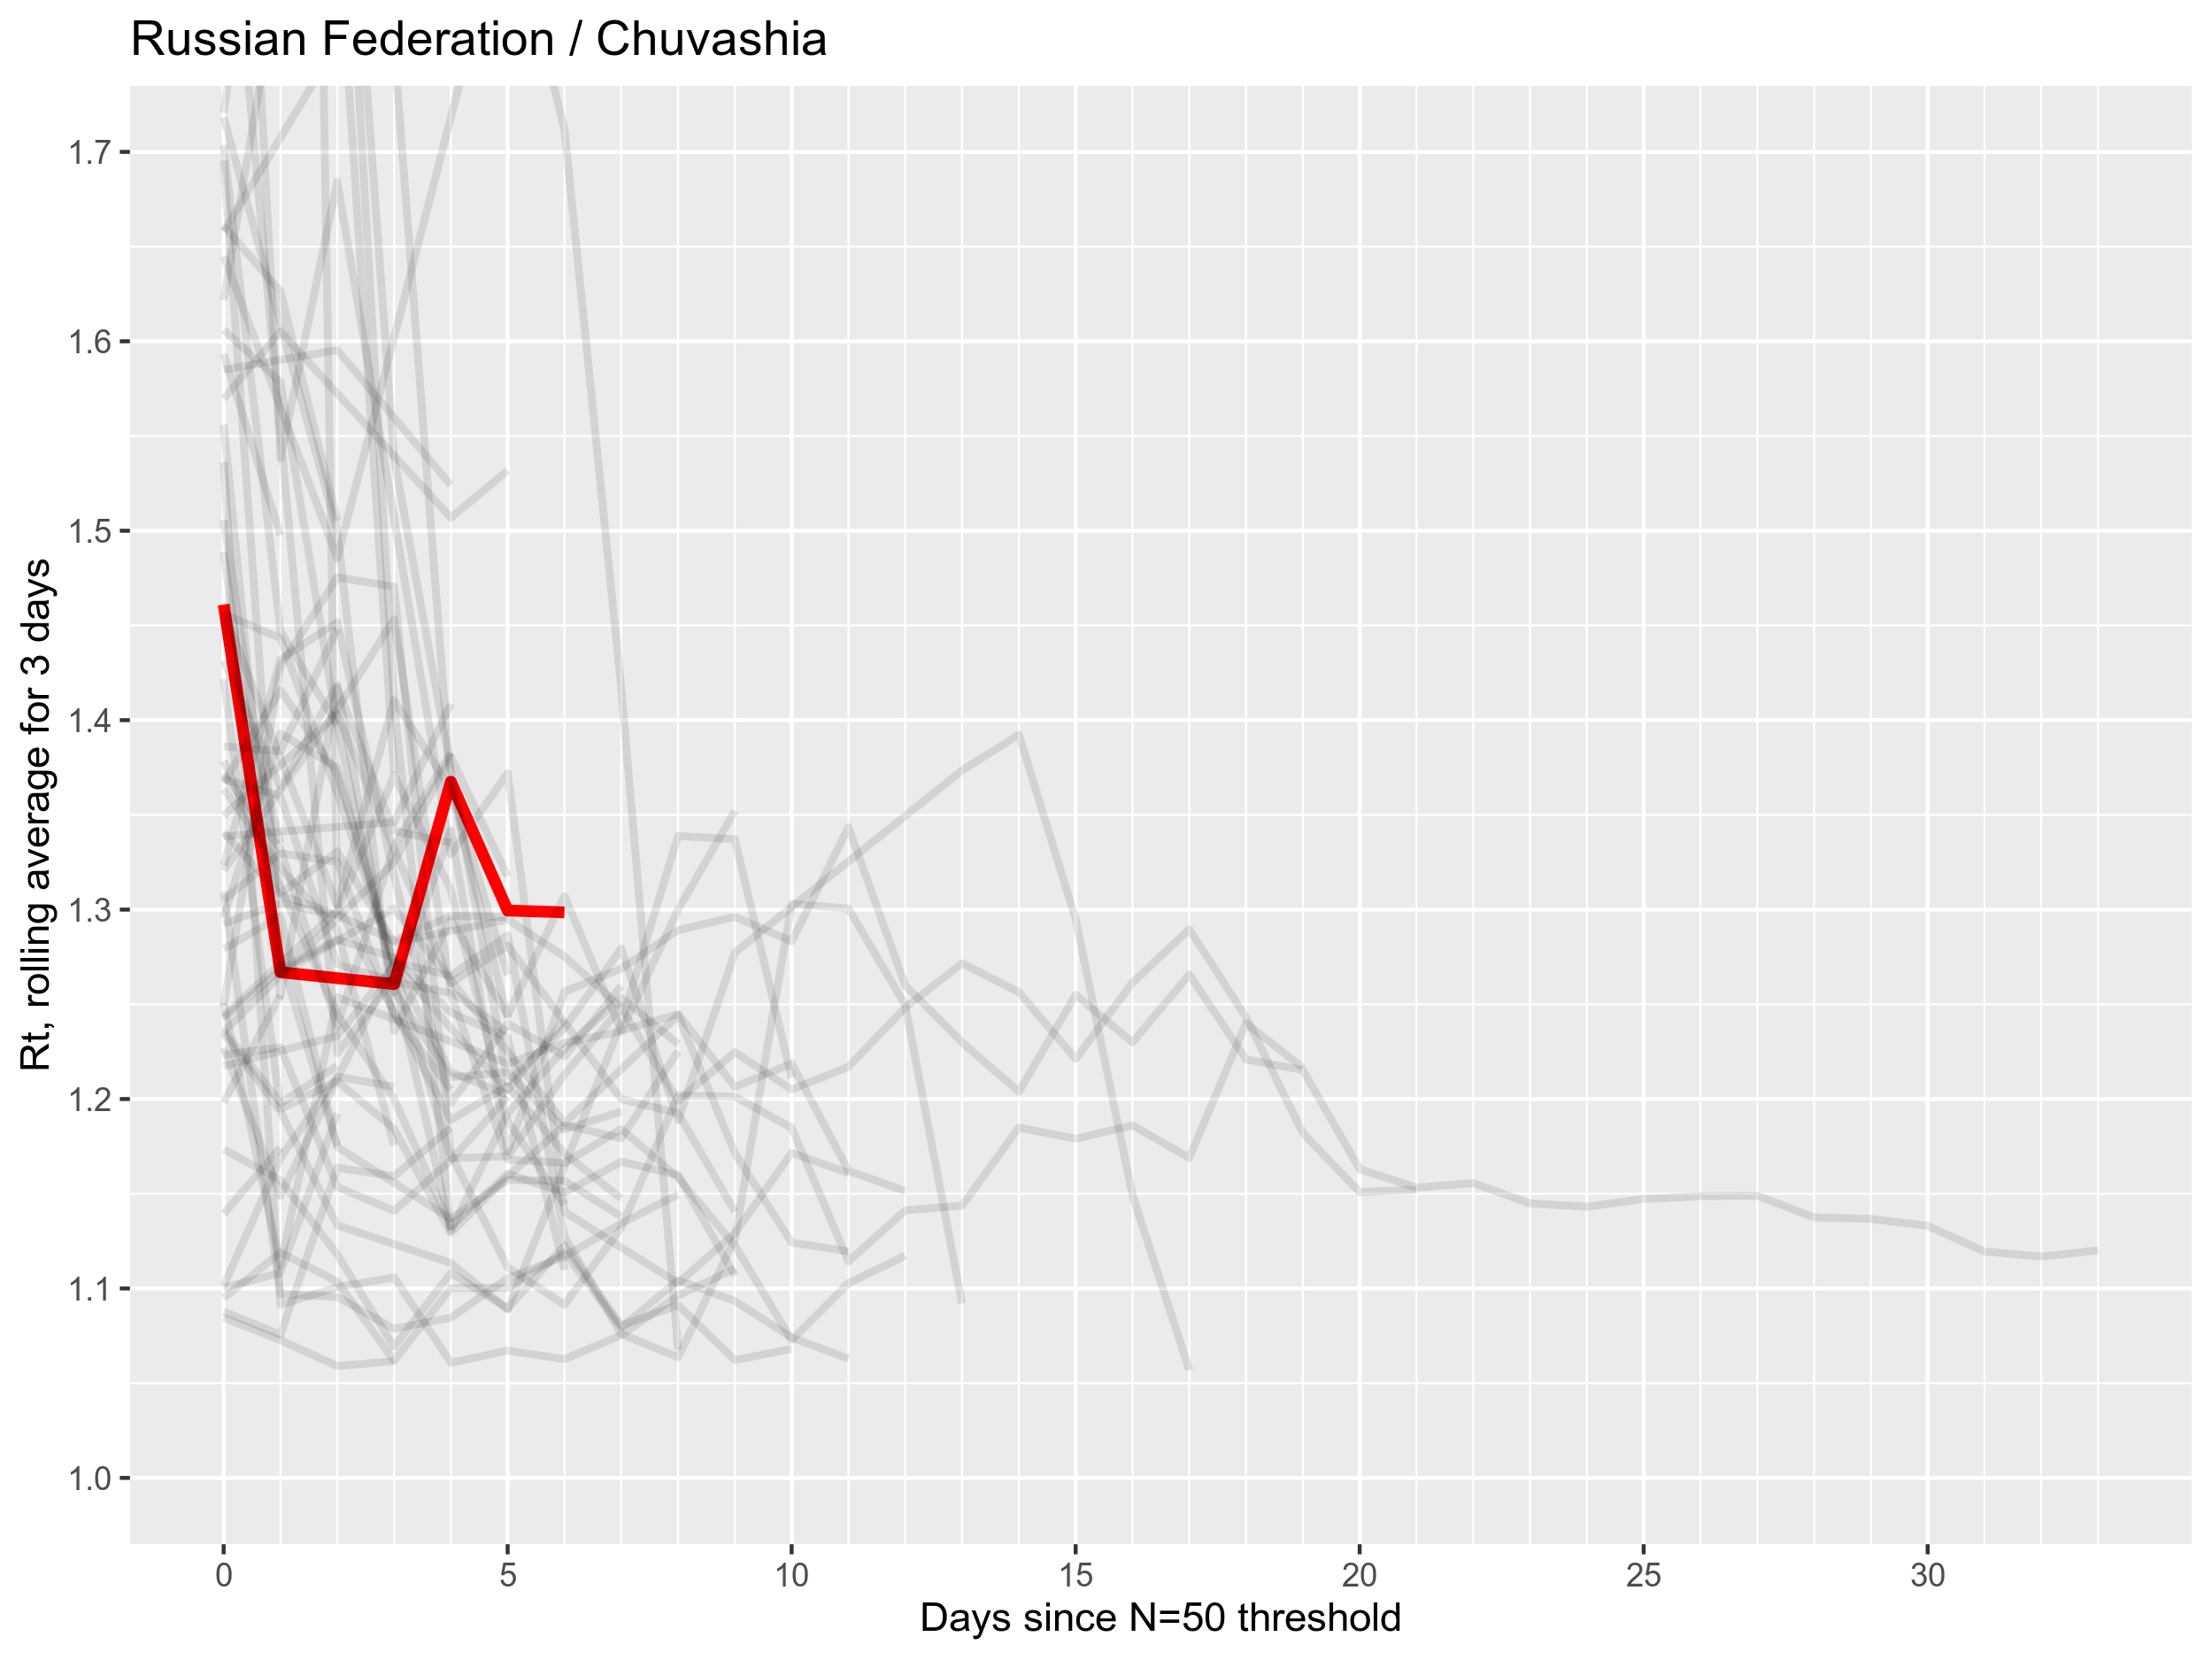 Russian Federation / Chuvashia
Rt, rolling average for 3 days
1.7
1.6
1.5
1.4
1.3
1.2
1.1
1.0
0 5 10 15 20 25 30
Days since N=50 threshold